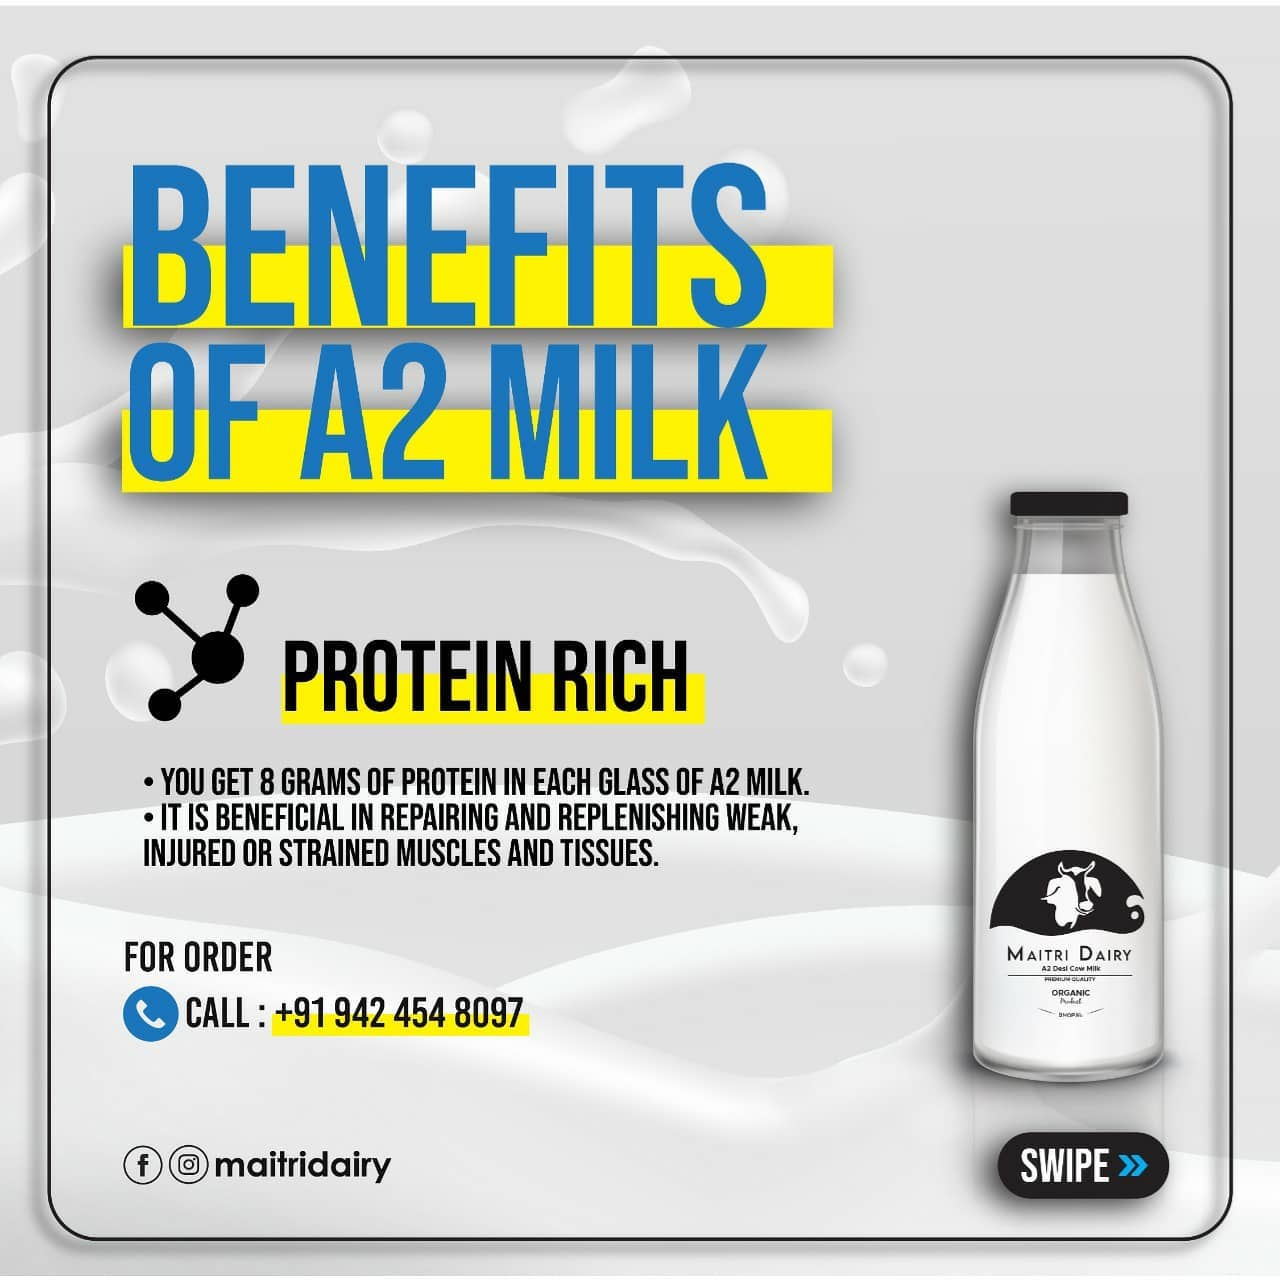 BENEFITS
OF A2 MILK
PROTEIN RICH
• YOU GET 8 GRAMS OF PROTEIN IN EACH GLASS OF A2 MILK.
• IT IS BENEFICIAL IN REPAIRING AND REPLENISHING WEAK,
INJURED OR STRAINED MUSCLES AND TISSUES.
FOR ORDER
CALL : +91 942 454 8097
maitridairy
MAITRI DAIRY
A2 Desi Cow Milk
PREMIUM QUALITY
ORGANIC
Product
BHOPAL
SWIPE »